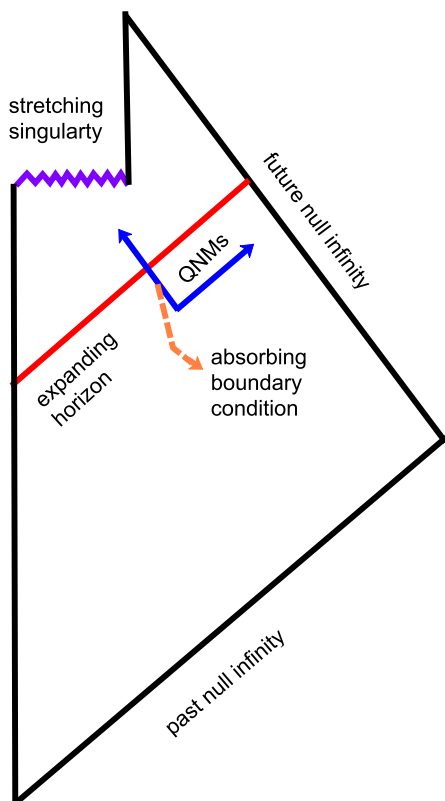 stretching
singularty
future null infinity
QNMs
expanding
horizon
absorbing
boundary
condition
past null infinity